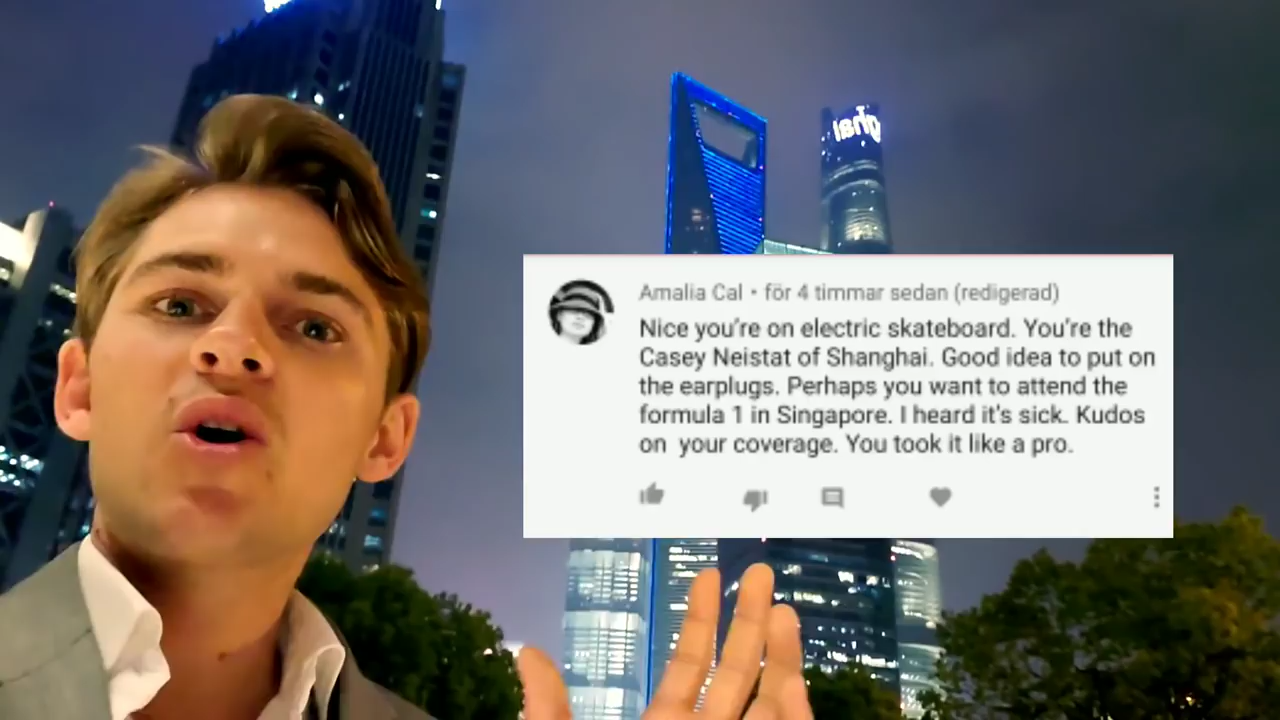 ghai
Amalia Cal • för 4 timmar sedan (redigerad)
Nice you're on electric skateboard. You're the
Casey Neistat of Shanghai. Good idea to put on
the earplugs. Perhaps you want to attend the
formula 1 in Singapore. I heard it's sick. Kudos
on your coverage. You took it like a pro.